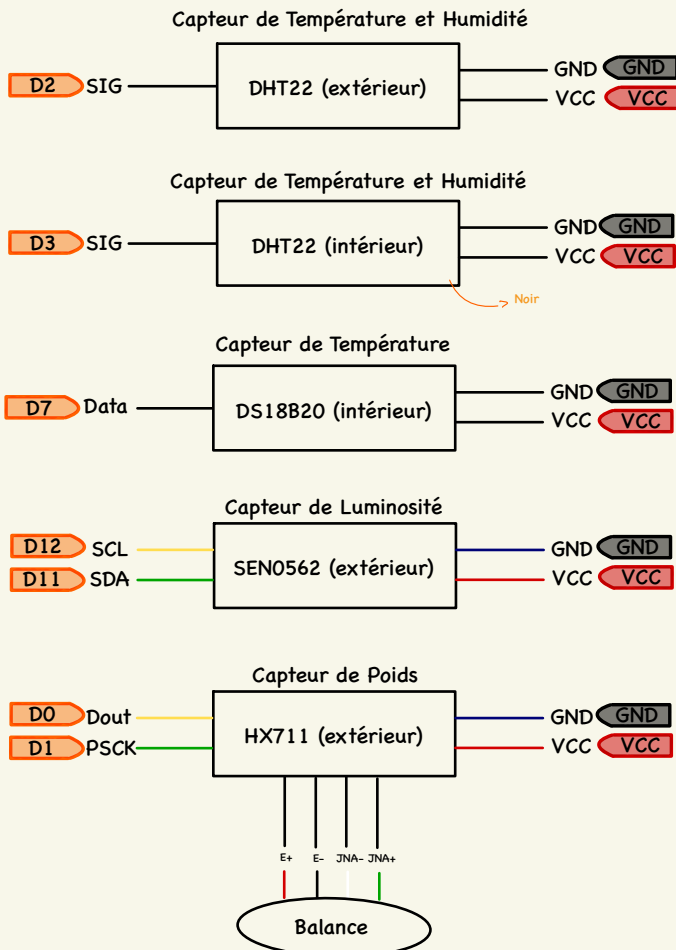 Capteur de Température et Humidité
D2 SIG DHT22 (extérieur) GND GND
VCC VCC
Capteur de Température et Humidité
D3 SIG DHT22 (intérieur) GND GND
VCC VCC
Noir
Capteur de Température
D7 Data DS18B20 (intérieur) GND GND
VCC VCC
Capteur de Luminosité
D12 SCL SEN0562 (extérieur) GND GND
D11 SDA VCC VCC
Capteur de Poids
D0 Dout HX711 (extérieur) GND GND
D1 PSCK VCC VCC
E+ E- JNA- JNA+
Balance